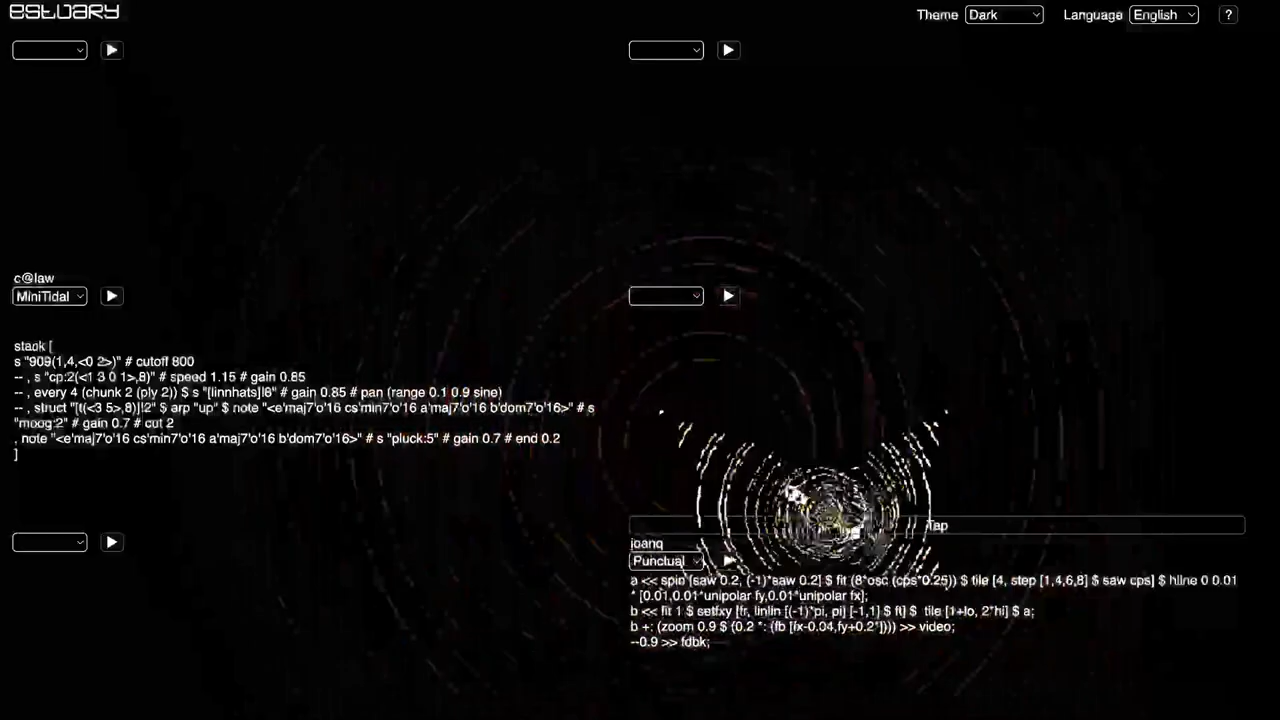 estuary
Theme Dark Language English ?
c@law
MiniTidal
stack [
s "909(1,4,<0 2>)" # cutoff 800
-- , s "cp:2(<1 3 0 1>,8)" # speed 1.15 # gain 0.85
-- , every 4 (chunk 2 (ply 2)) $ s "[linnhats]!8" # gain 0.85 # pan (range 0.1 0.9 sine)
-- , struct "[t(<3 5>,8)]!2" $ arp "up" $ note "<e'maj7'o'16 cs'min7'o'16 a'maj7'o'16 b'dom7'o'16>" # s
"moog:2" # gain 0.7 # cut 2
, note "<e'maj7'o'16 cs'min7'o'16 a'maj7'o'16 b'dom7'o'16>" # s "pluck:5" # gain 0.7 # end 0.2
]
Tap
joanq
Punctual
a << spin [saw 0.2, (-1)*saw 0.2] $ fit (8*osc (cps*0.25)) $ tile [4, step [1,4,6,8] $ saw cps] $ hline 0 0.01
* [0.01,0.01*unipolar fy,0.01*unipolar fx];
b << fit 1 $ setfxy [fr, linlin [(-1)*pi, pi] [-1,1] $ ft] $ tile [1+lo, 2*hi] $ a;
b +: (zoom 0.9 $ (0.2 *: (fb [fx-0.04,fy+0.2*]))) >> video;
--0.9 >> fdbk;